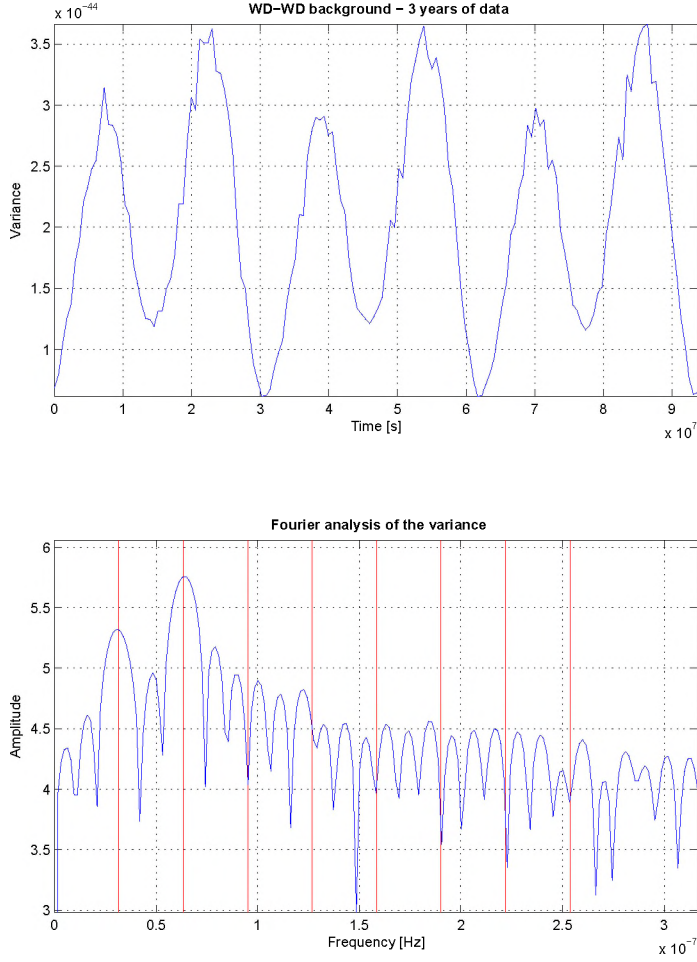 x 10⁻⁴⁴
WD-WD background - 3 years of data
3.5
3
2.5
2
1.5
1
Variance
0 1 2 3 4 5 6 7 8 9
Time [s]
x 10⁷
Fourier analysis of the variance
6
5.5
5
4.5
4
3.5
3
Amplitude
0 0.5 1 1.5 2 2.5 3
Frequency [Hz]
x 10⁻⁷